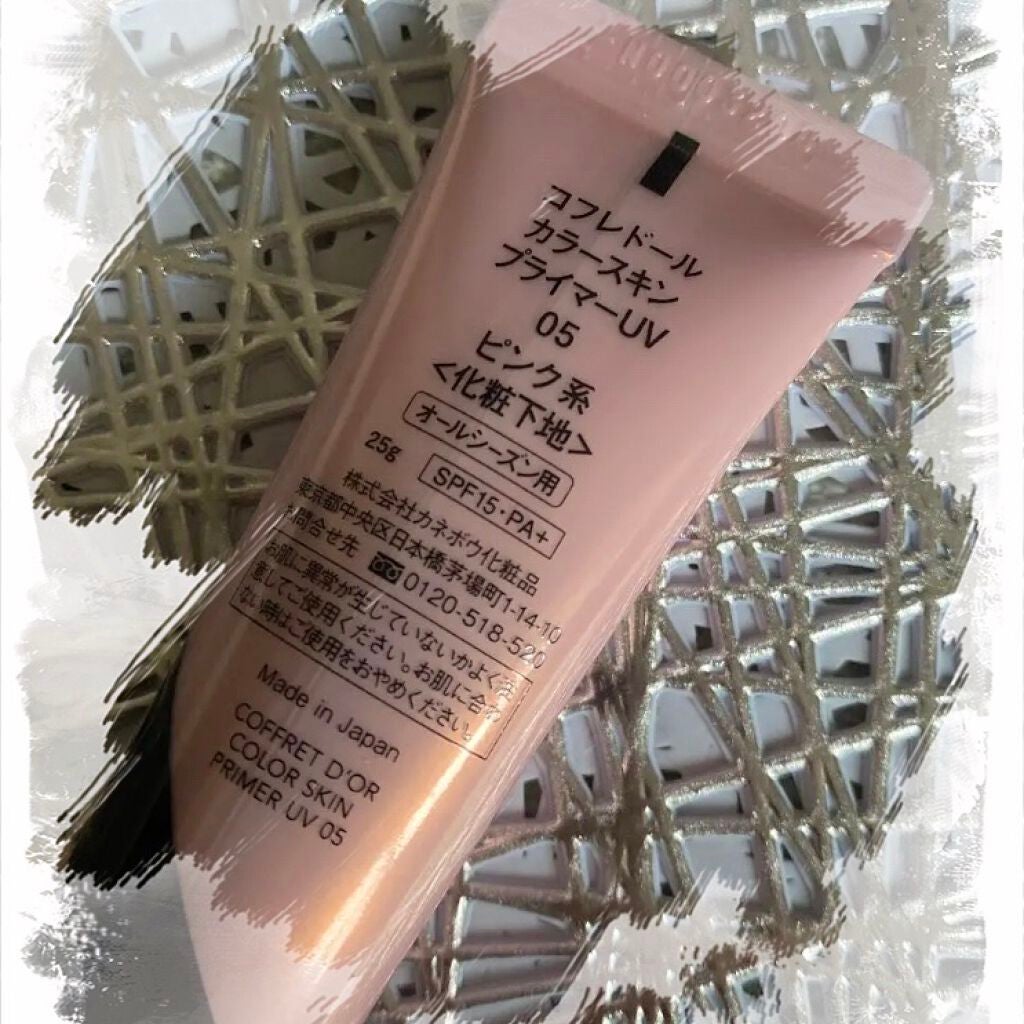 コフレドール
カラースキン
プライマーUV
05
ピンク系
<化粧下地>
オールシーズン用
25g
SPF15・PA+
株式会社カネボウ化粧品
東京都中央区日本橋茅場町1-14-10
お問合せ先 0120-518-520
お肌に異常が生じていないかよく注
意してご使用ください。お肌に合わ
ない時はご使用をおやめください。
Made in Japan
COFFRET D'OR
COLOR SKIN
PRIMER UV 05